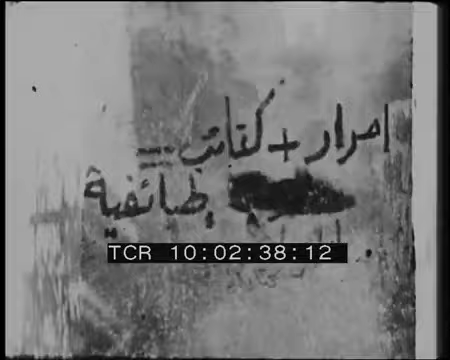 احرار + كتائب =
طائفية
TCR 10:02:38:12